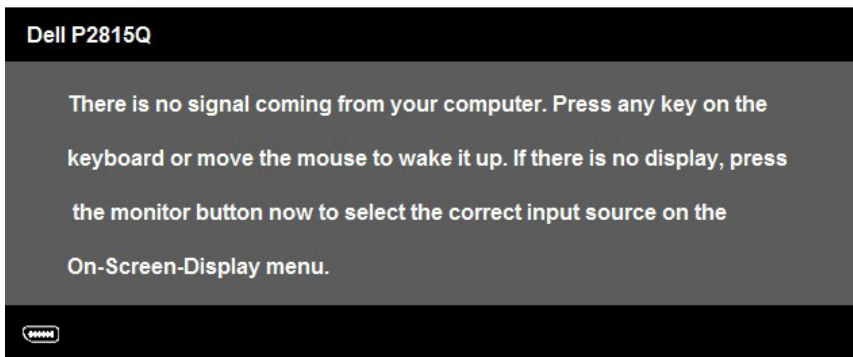 Dell P2815Q
There is no signal coming from your computer. Press any key on the
keyboard or move the mouse to wake it up. If there is no display, press
the monitor button now to select the correct input source on the
On-Screen-Display menu.